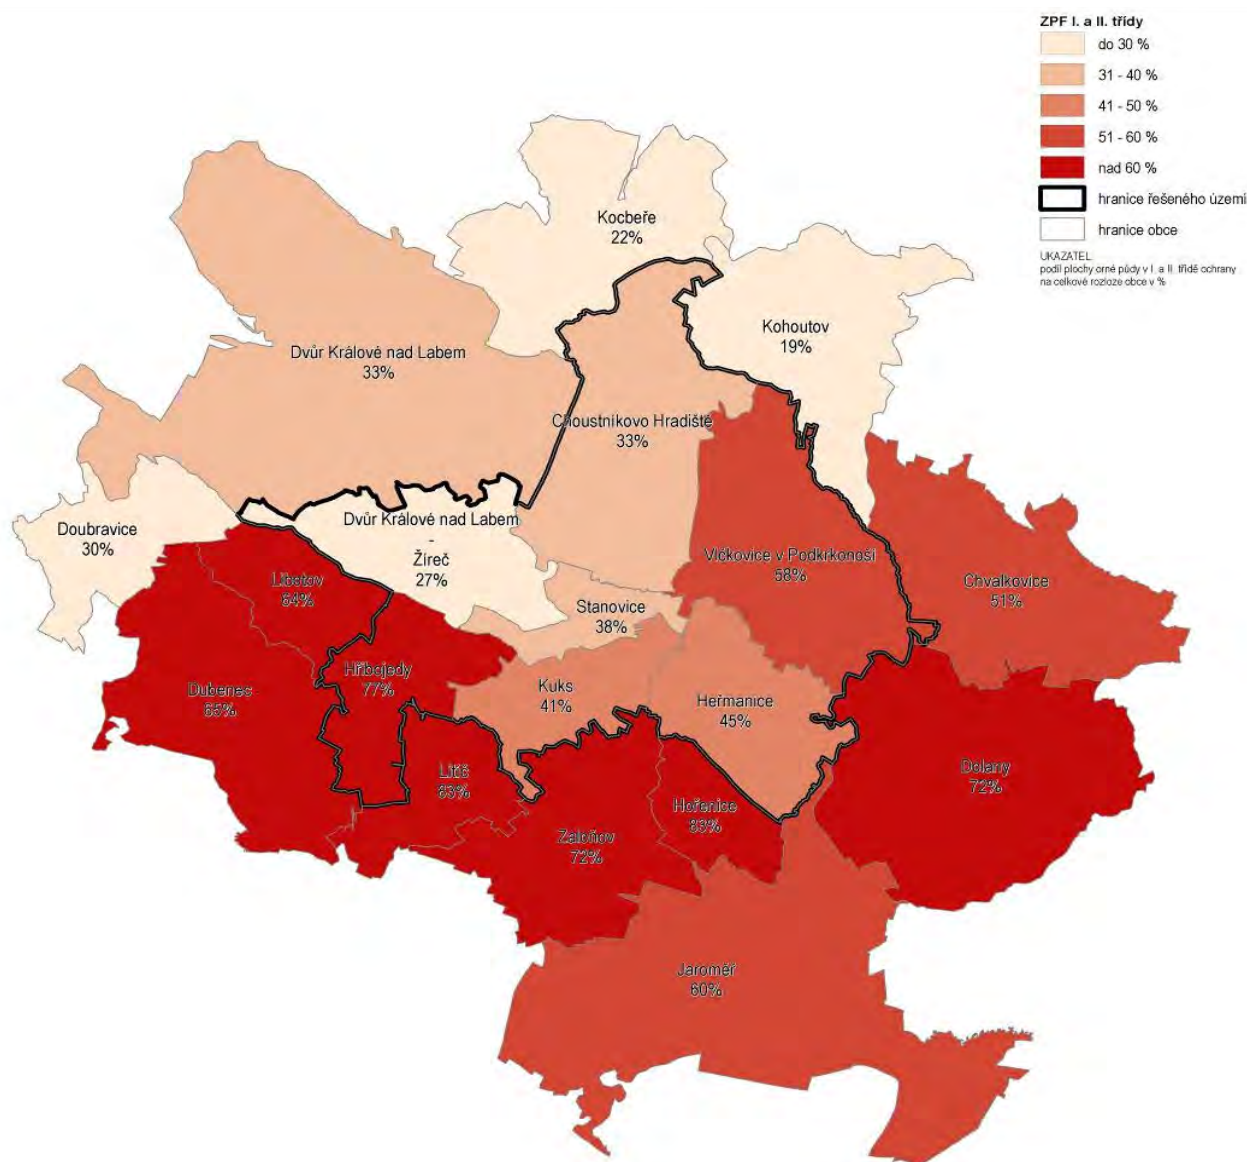 ZPF I. a II. třídy
do 30 %
31 - 40 %
41 - 50 %
51 - 60 %
nad 60 %
hranice řešeného území
hranice obce
UKAZATEL
podíl plochy orné půdy v I. a II. třídě ochrany
na celkové rozloze obce v %
Kocbeře
22%
Kohoutov
19%
Dvůr Králové nad Labem
33%
Choustníkovo Hradiště
33%
Doubravice
30%
Dvůr Králové nad Labem
-
Žireč
27%
Vlčkovice v Podkrkonoší
58%
Chvalkovice
51%
Libotov
64%
Stanovice
38%
Hřibojedy
77%
Dubenec
65%
Kuks
41%
Heřmanice
45%
Litíč
83%
Dolany
72%
Hořenice
83%
Zaloňov
72%
Jaroměř
60%